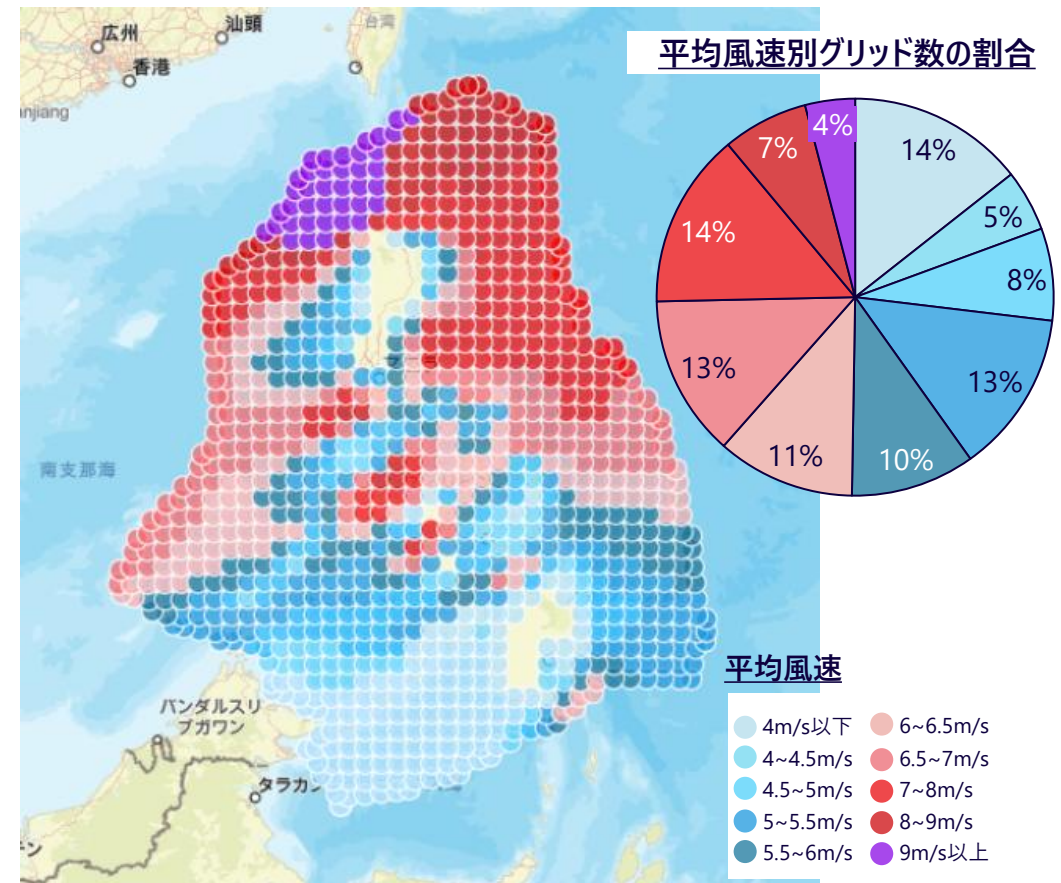 広州
汕頭
台湾
香港
njiang
平均風速別グリッド数の割合
14%
5%
8%
13%
10%
11%
13%
14%
7%
4%
マニラ
南支那海
バンダルスリ
ブガワン
タラカン
平均風速
4m/s以下
4~4.5m/s
4.5~5m/s
5~5.5m/s
5.5~6m/s
6~6.5m/s
6.5~7m/s
7~8m/s
8~9m/s
9m/s以上